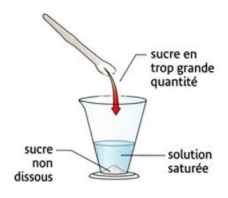 sucre en
trop grande
quantité
sucre
non
dissous
solution
saturée